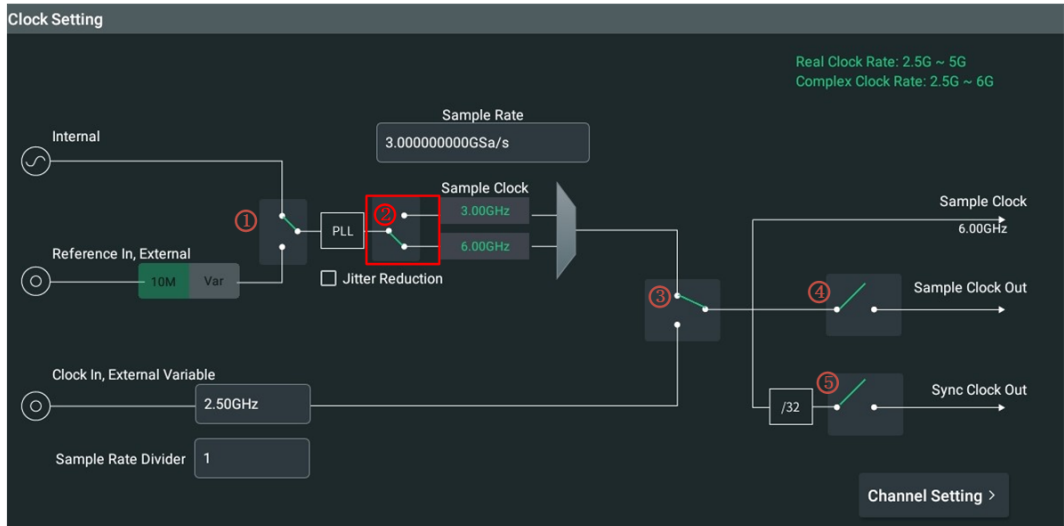 Clock Setting
Real Clock Rate: 2.5G ~ 5G
Complex Clock Rate: 2.5G ~ 6G
Sample Rate
3.000000000GSa/s
Internal
Sample Clock
①
PLL
②
3.00GHz
6.00GHz
Jitter Reduction
Reference In, External
10M Var
Sample Clock
6.00GHz
③
④
Sample Clock Out
Clock In, External Variable
2.50GHz
⑤
/32
Sync Clock Out
Sample Rate Divider 1
Channel Setting >